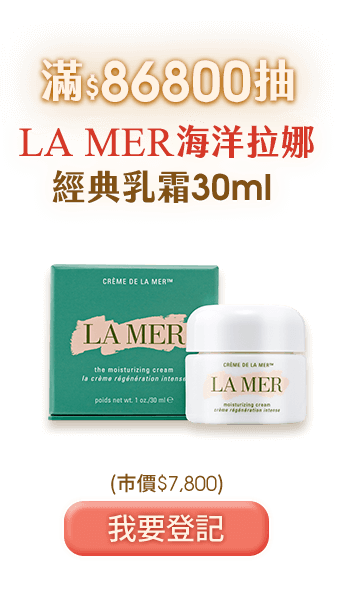 滿$86800抽
LA MER海洋拉娜
經典乳霜30ml
CRÈME DE LA MER™
LA MER
the moisturizing cream
la crème régénération intense
poids net wt. 1 oz./30 ml ℮
CRÈME DE LA MER™
LA MER
moisturizing cream
crème régénération intense
(市價$7,800)
我要登記